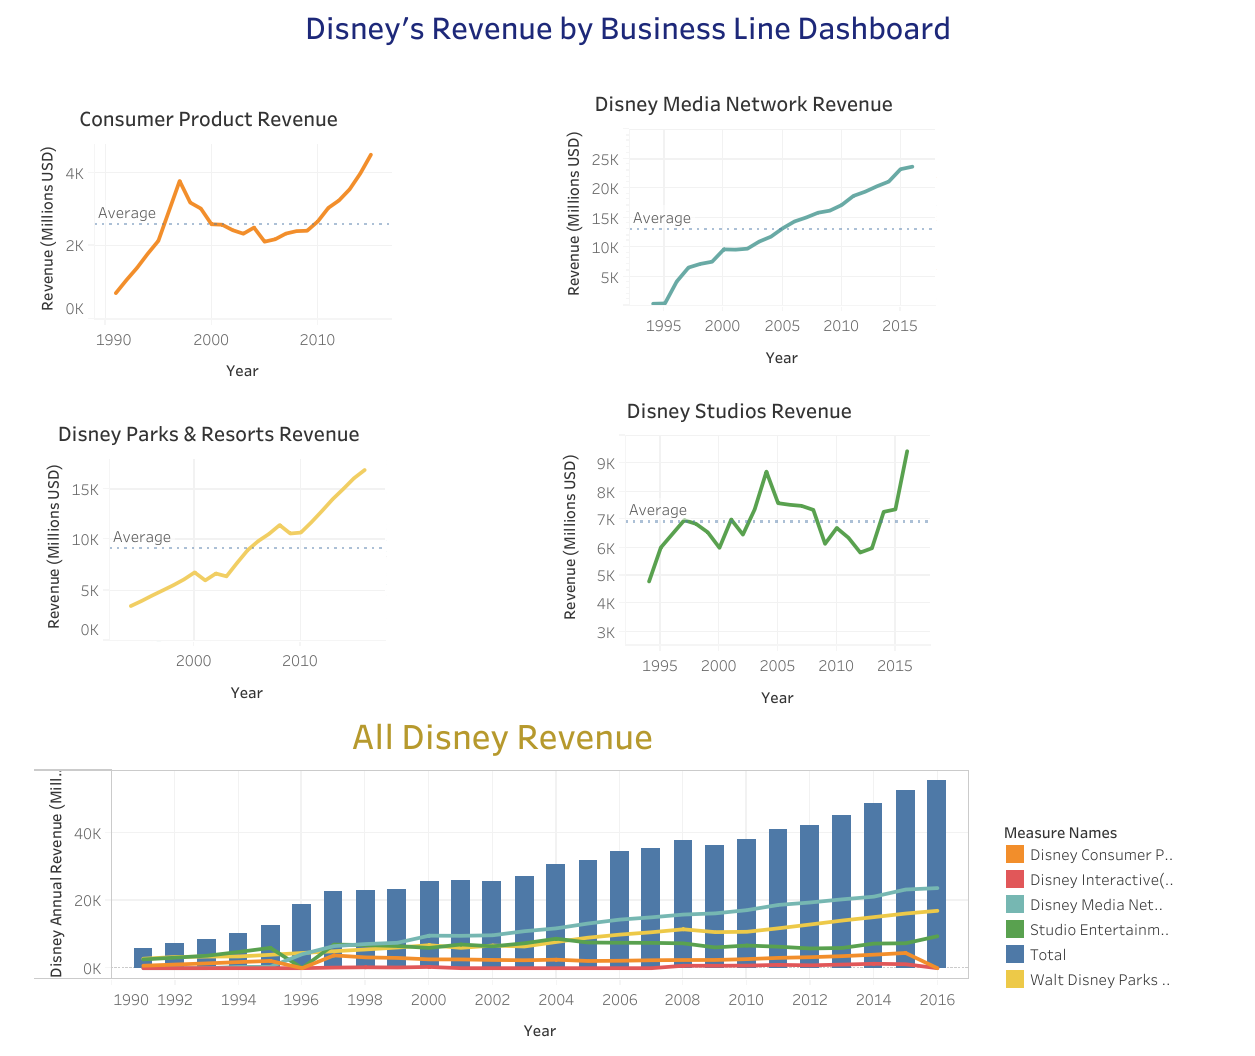 Disney's Revenue by Business Line Dashboard
Consumer Product Revenue
Revenue (Millions USD)
4K
2K
0K
Average
1990 2000 2010
Year
Disney Media Network Revenue
Revenue (Millions USD)
25K
20K
15K
10K
5K
Average
1995 2000 2005 2010 2015
Year
Disney Parks & Resorts Revenue
Revenue (Millions USD)
15K
10K
5K
0K
Average
2000 2010
Year
Disney Studios Revenue
Revenue (Millions USD)
9K
8K
7K
6K
5K
4K
3K
Average
1995 2000 2005 2010 2015
Year
All Disney Revenue
Disney Annual Revenue (Mill..
40K
20K
0K
1990 1992 1994 1996 1998 2000 2002 2004 2006 2008 2010 2012 2014 2016
Year
Measure Names
Disney Consumer P..
Disney Interactive(..
Disney Media Net..
Studio Entertainm..
Total
Walt Disney Parks ..